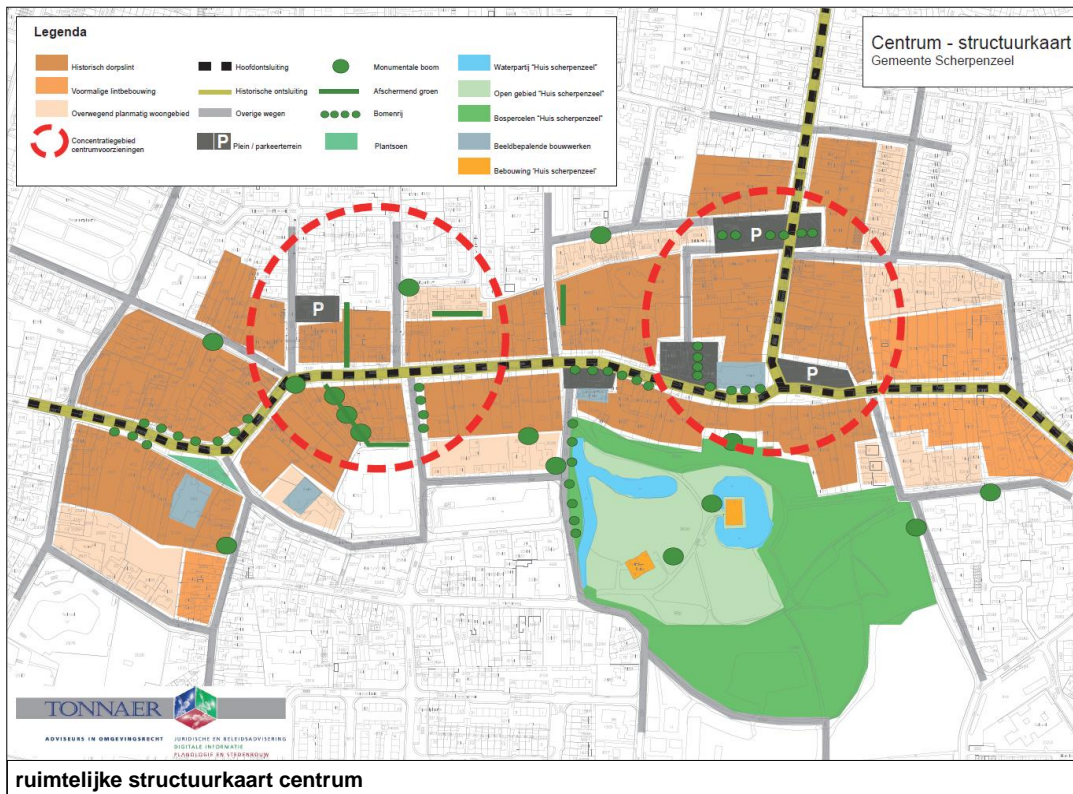 Legenda
Historisch dorpslint
Voormalige lintbebouwing
Overwegend planmatig woongebied
Concentratiegebied
centrumvoorzieningen
Hoofdontsluiting
Historische ontsluiting
Overige wegen
P Plein / parkeerterrein
Monumentale boom
Afschermend groen
Bomenrij
Plantsoen
Waterpartij "Huis scherpenzeel"
Open gebied "Huis scherpenzeel"
Bospercelen "Huis scherpenzeel"
Beeldbepalende bouwwerken
Bebouwing "Huis scherpenzeel"
Centrum - structuurkaart
Gemeente Scherpenzeel
P
P
P
TONNAER
ADVISEURS IN OMGEVINGSRECHT
JURIDISCHE EN BELEIDSADVISERING
DIGITALE INFORMATIE
PLANOLOGIE EN STEDENBOUW
ruimtelijke structuurkaart centrum